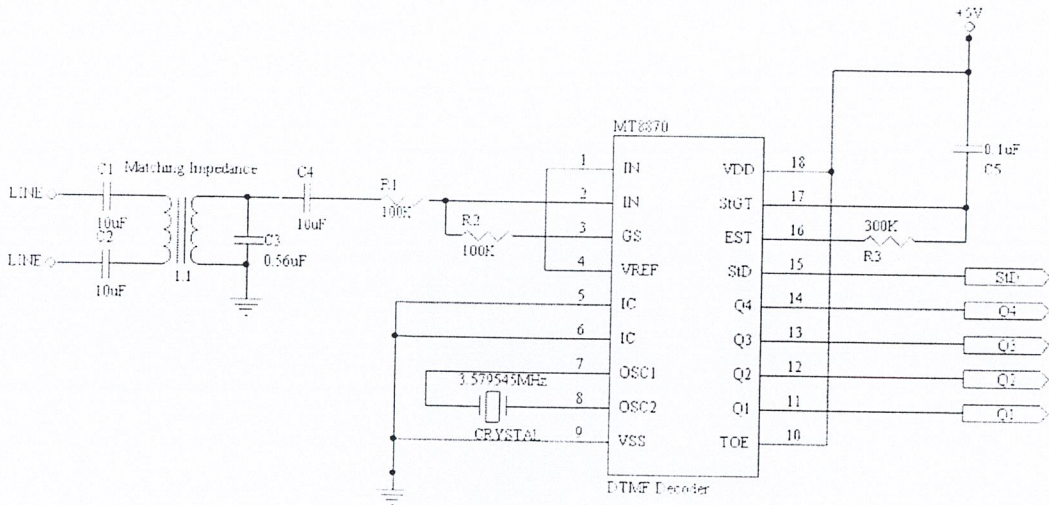 +5V
MT8870
C1
Matching Impedance
C4
R1
R2
LINE
10uF
C2
10uF
100K
100K
C3
0.56uF
LINE
10uF
L1
1
IN
2
IN
3
GS
4
VREF
5
IC
6
IC
7
OSC1
8
OSC2
9
VSS
VDD
18
StGT
17
EST
16
StD
15
Q4
14
Q3
13
Q2
12
Q1
11
TOE
10
0.1uF
C5
300K
R3
StD
Q4
Q3
Q2
Q1
3.579545MHz
CRYSTAL
DTMF Decoder